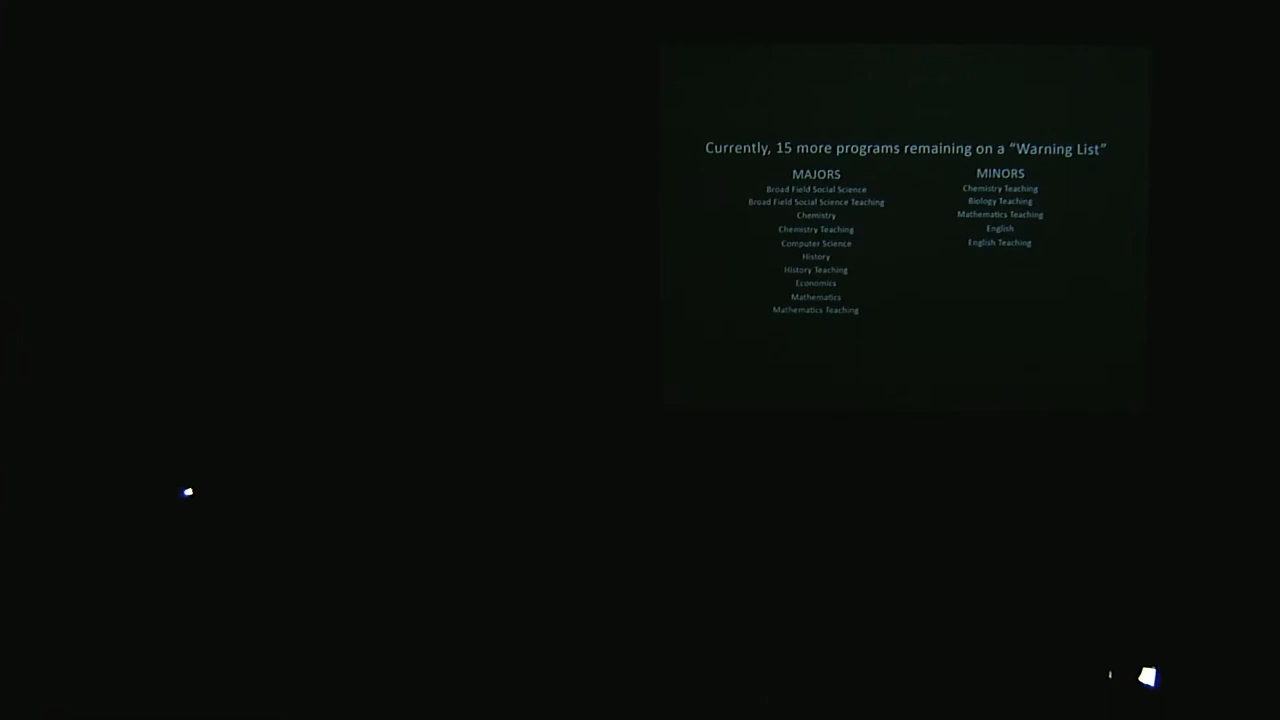 Currently, 15 more programs remaining on a “Warning List”
MAJORS
Broad Field Social Science
Broad Field Social Science Teaching
Chemistry
Chemistry Teaching
Computer Science
History
History Teaching
Economics
Mathematics
Mathematics Teaching
MINORS
Chemistry Teaching
Biology Teaching
Mathematics Teaching
English
English Teaching